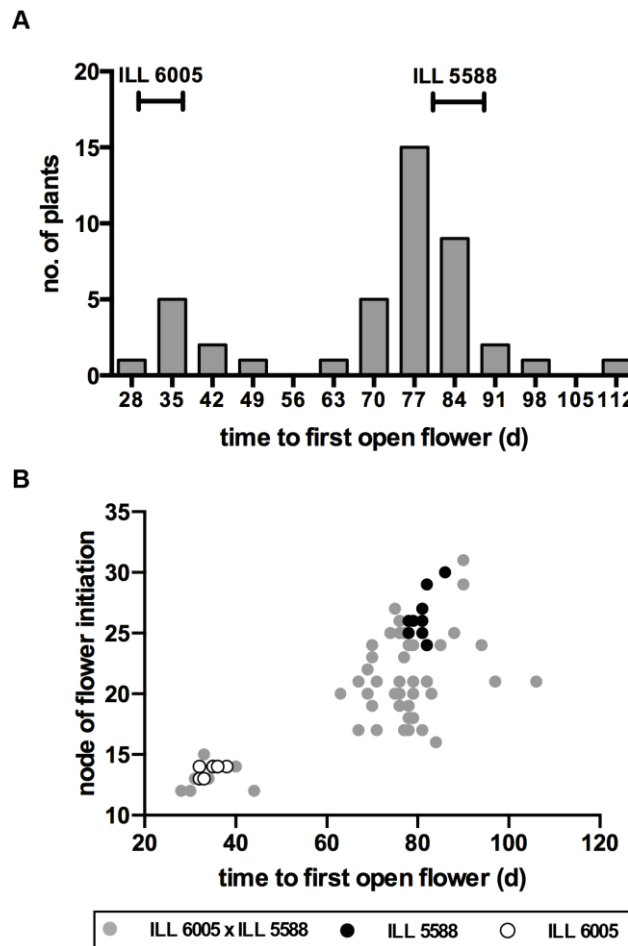 A
ILL 6005 ILL 5588
20
15
10
5
0
no. of plants
28 35 42 49 56 63 70 77 84 91 98 105 112
time to first open flower (d)
B
35
30
25
20
15
10
node of flower initiation
20 40 60 80 100 120
time to first open flower (d)
ILL 6005 x ILL 5588 ILL 5588 ILL 6005